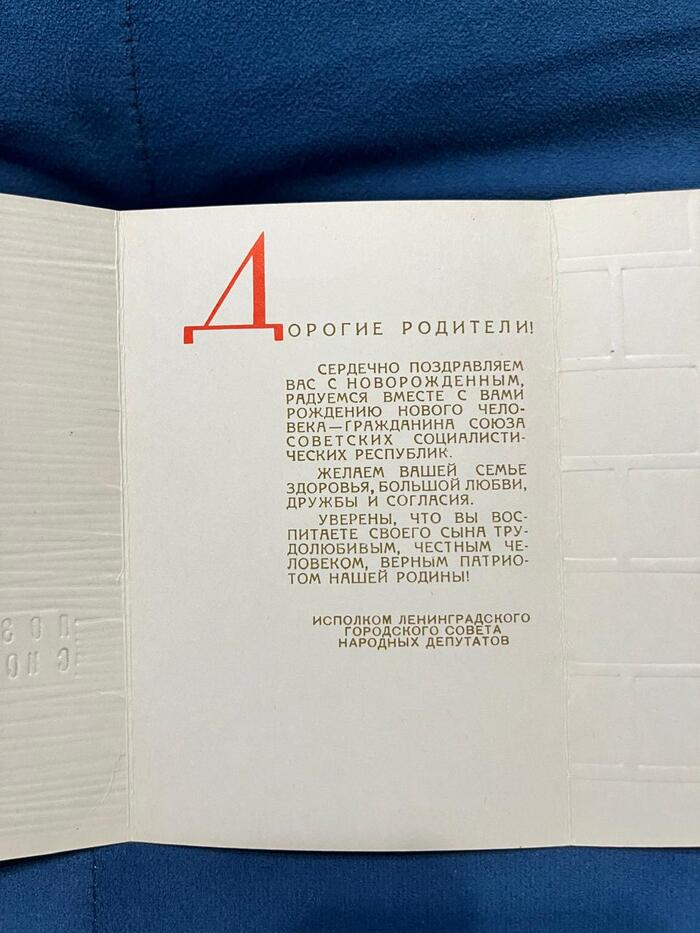 ДОРОГИЕ РОДИТЕЛИ!
СЕРДЕЧНО ПОЗДРАВЛЯЕМ
ВАС С НОВОРОЖДЕННЫМ,
РАДУЕМСЯ ВМЕСТЕ С ВАМИ
РОЖДЕНИЮ НОВОГО ЧЕЛО-
ВЕКА—ГРАЖДАНИНА СОЮЗА
СОВЕТСКИХ СОЦИАЛИСТИ-
ЧЕСКИХ РЕСПУБЛИК.
ЖЕЛАЕМ ВАШЕЙ СЕМЬЕ
ЗДОРОВЬЯ, БОЛЬШОЙ ЛЮБВИ,
ДРУЖБЫ И СОГЛАСИЯ.
УВЕРЕНЫ, ЧТО ВЫ ВОС-
ПИТАЕТЕ СВОЕГО СЫНА ТРУ-
ДОЛЮБИВЫМ, ЧЕСТНЫМ ЧЕ-
ЛОВЕКОМ, ВЕРНЫМ ПАТРИО-
ТОМ НАШЕЙ РОДИНЫ!
ИСПОЛКОМ ЛЕНИНГРАДСКОГО
ГОРОДСКОГО СОВЕТА
НАРОДНЫХ ДЕПУТАТОВ